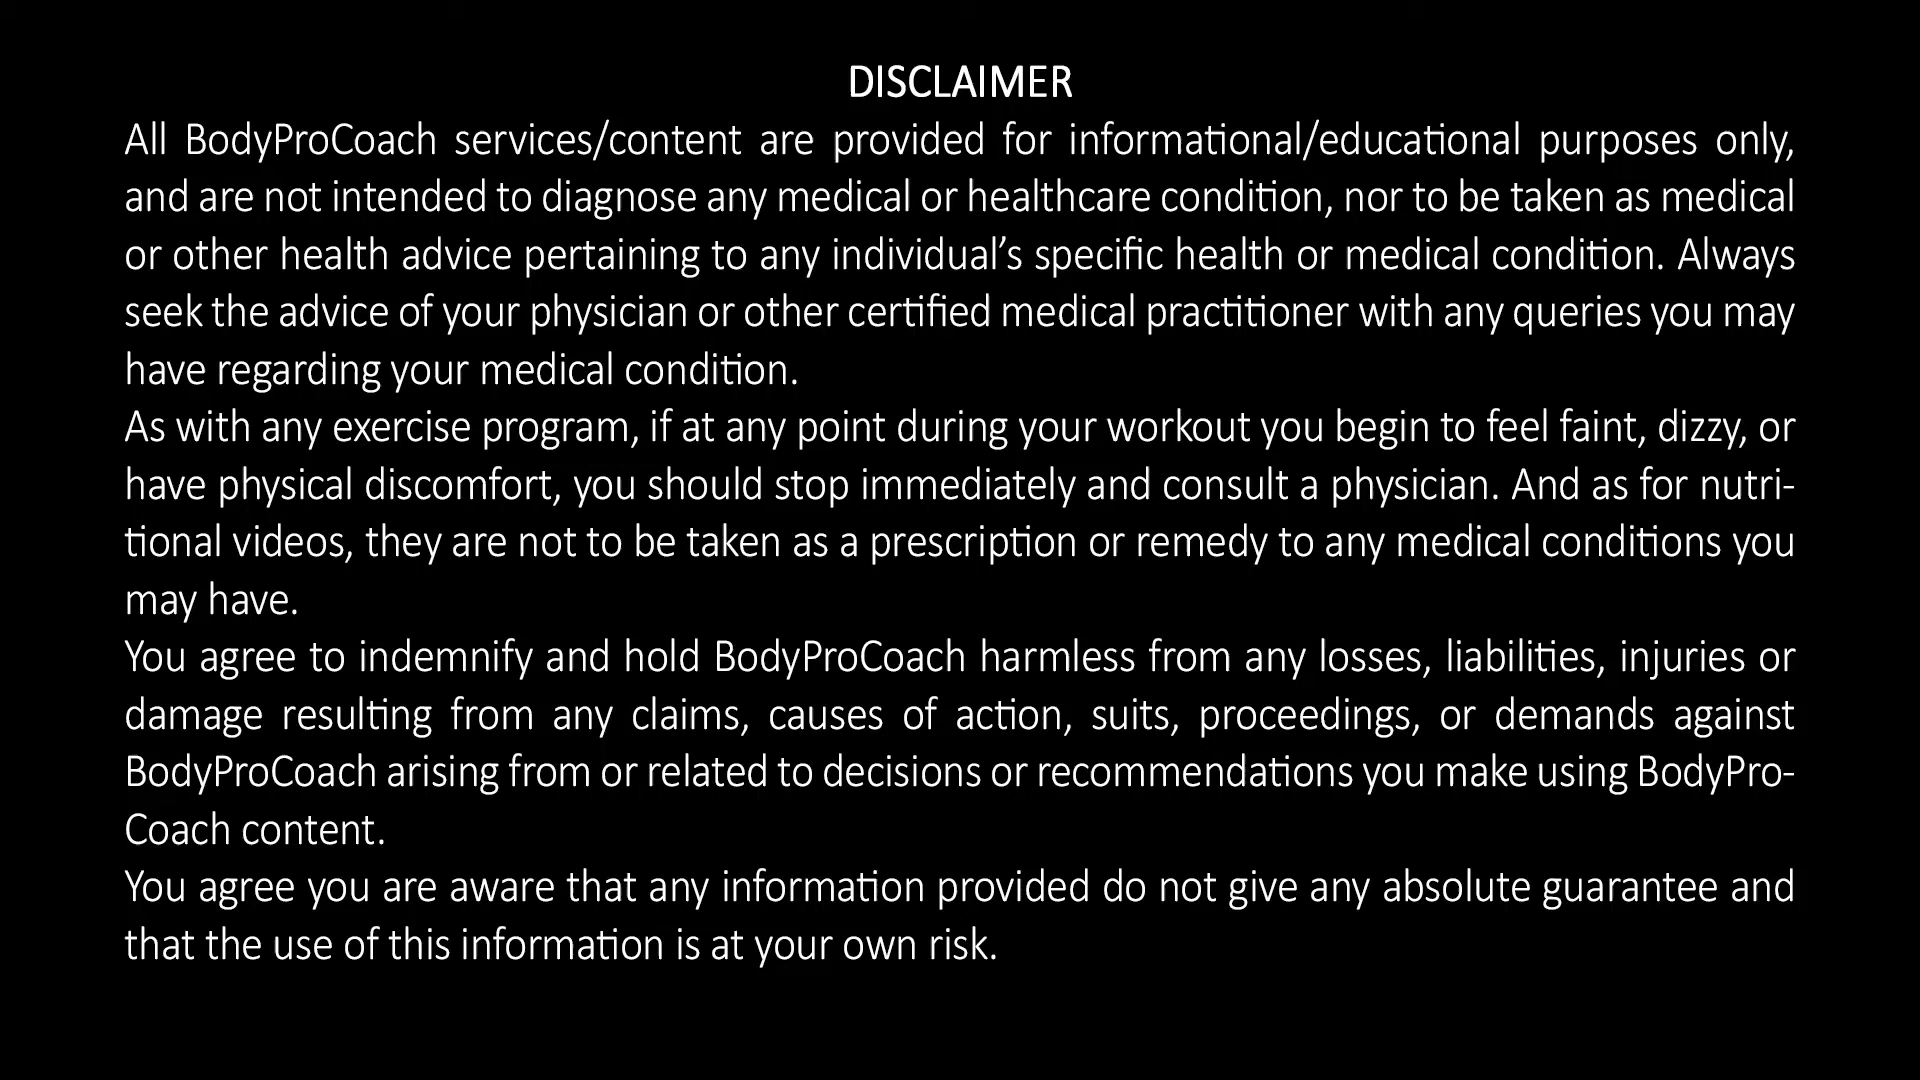 DISCLAIMER
All BodyProCoach services/content are provided for informational/educational purposes only,
and are not intended to diagnose any medical or healthcare condition, nor to be taken as medical
or other health advice pertaining to any individual’s specific health or medical condition. Always
seek the advice of your physician or other certified medical practitioner with any queries you may
have regarding your medical condition.
As with any exercise program, if at any point during your workout you begin to feel faint, dizzy, or
have physical discomfort, you should stop immediately and consult a physician. And as for nutri-
tional videos, they are not to be taken as a prescription or remedy to any medical conditions you
may have.
You agree to indemnify and hold BodyProCoach harmless from any losses, liabilities, injuries or
damage resulting from any claims, causes of action, suits, proceedings, or demands against
BodyProCoach arising from or related to decisions or recommendations you make using BodyPro-
Coach content.
You agree you are aware that any information provided do not give any absolute guarantee and
that the use of this information is at your own risk.